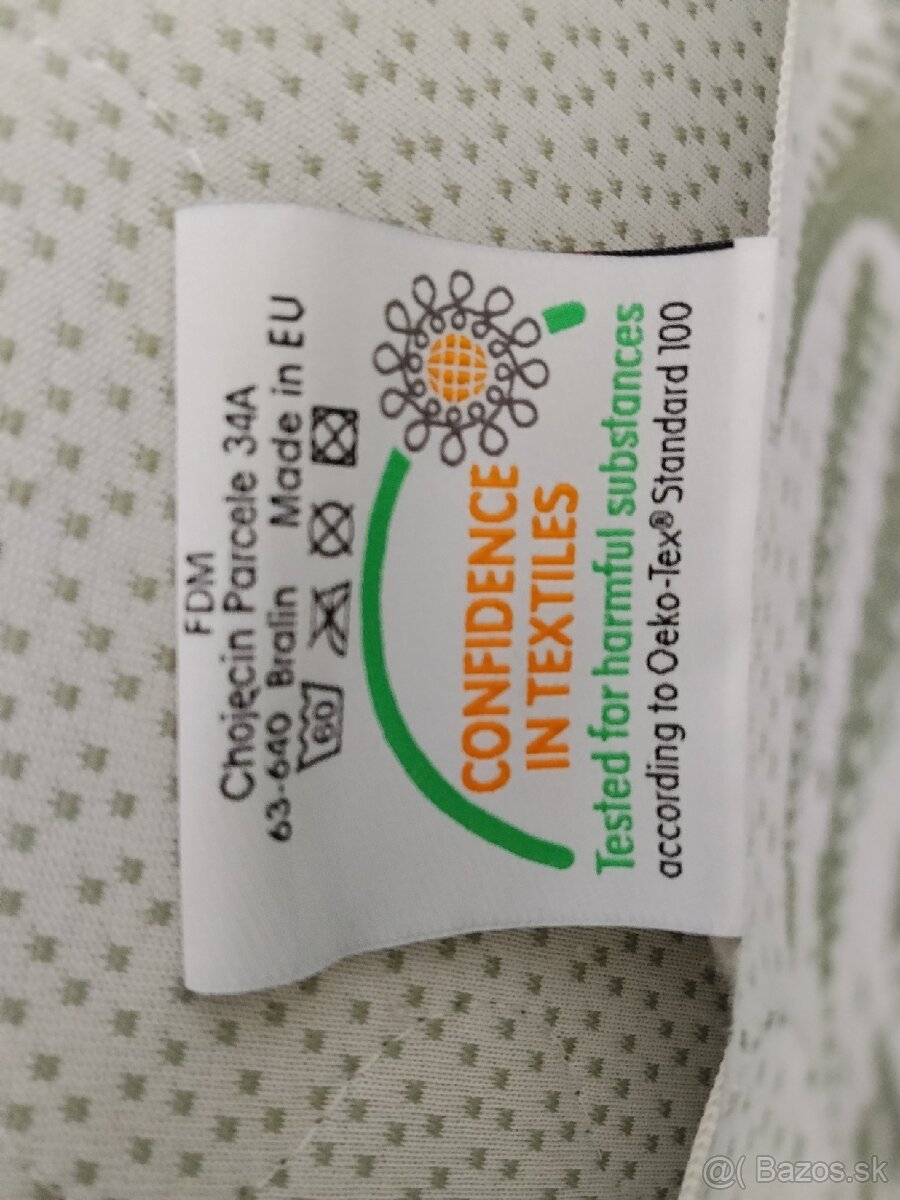 FDM
Chojęcin Parcele 34A
63-640 Bralin Made in EU
60
CONFIDENCE
IN TEXTILES
Tested for harmful substances
according to Oeko-Tex® Standard 100
@( Bazos.sk